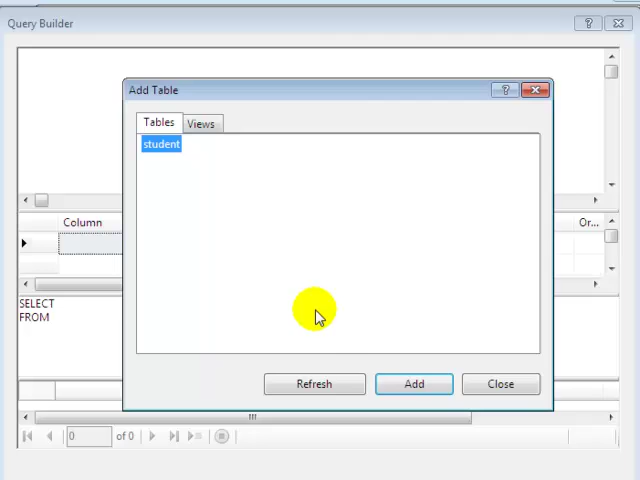 Query Builder
Add Table
Tables
Views
student
Column
Or...
SELECT
FROM
Refresh
Add
Close
0
of 0